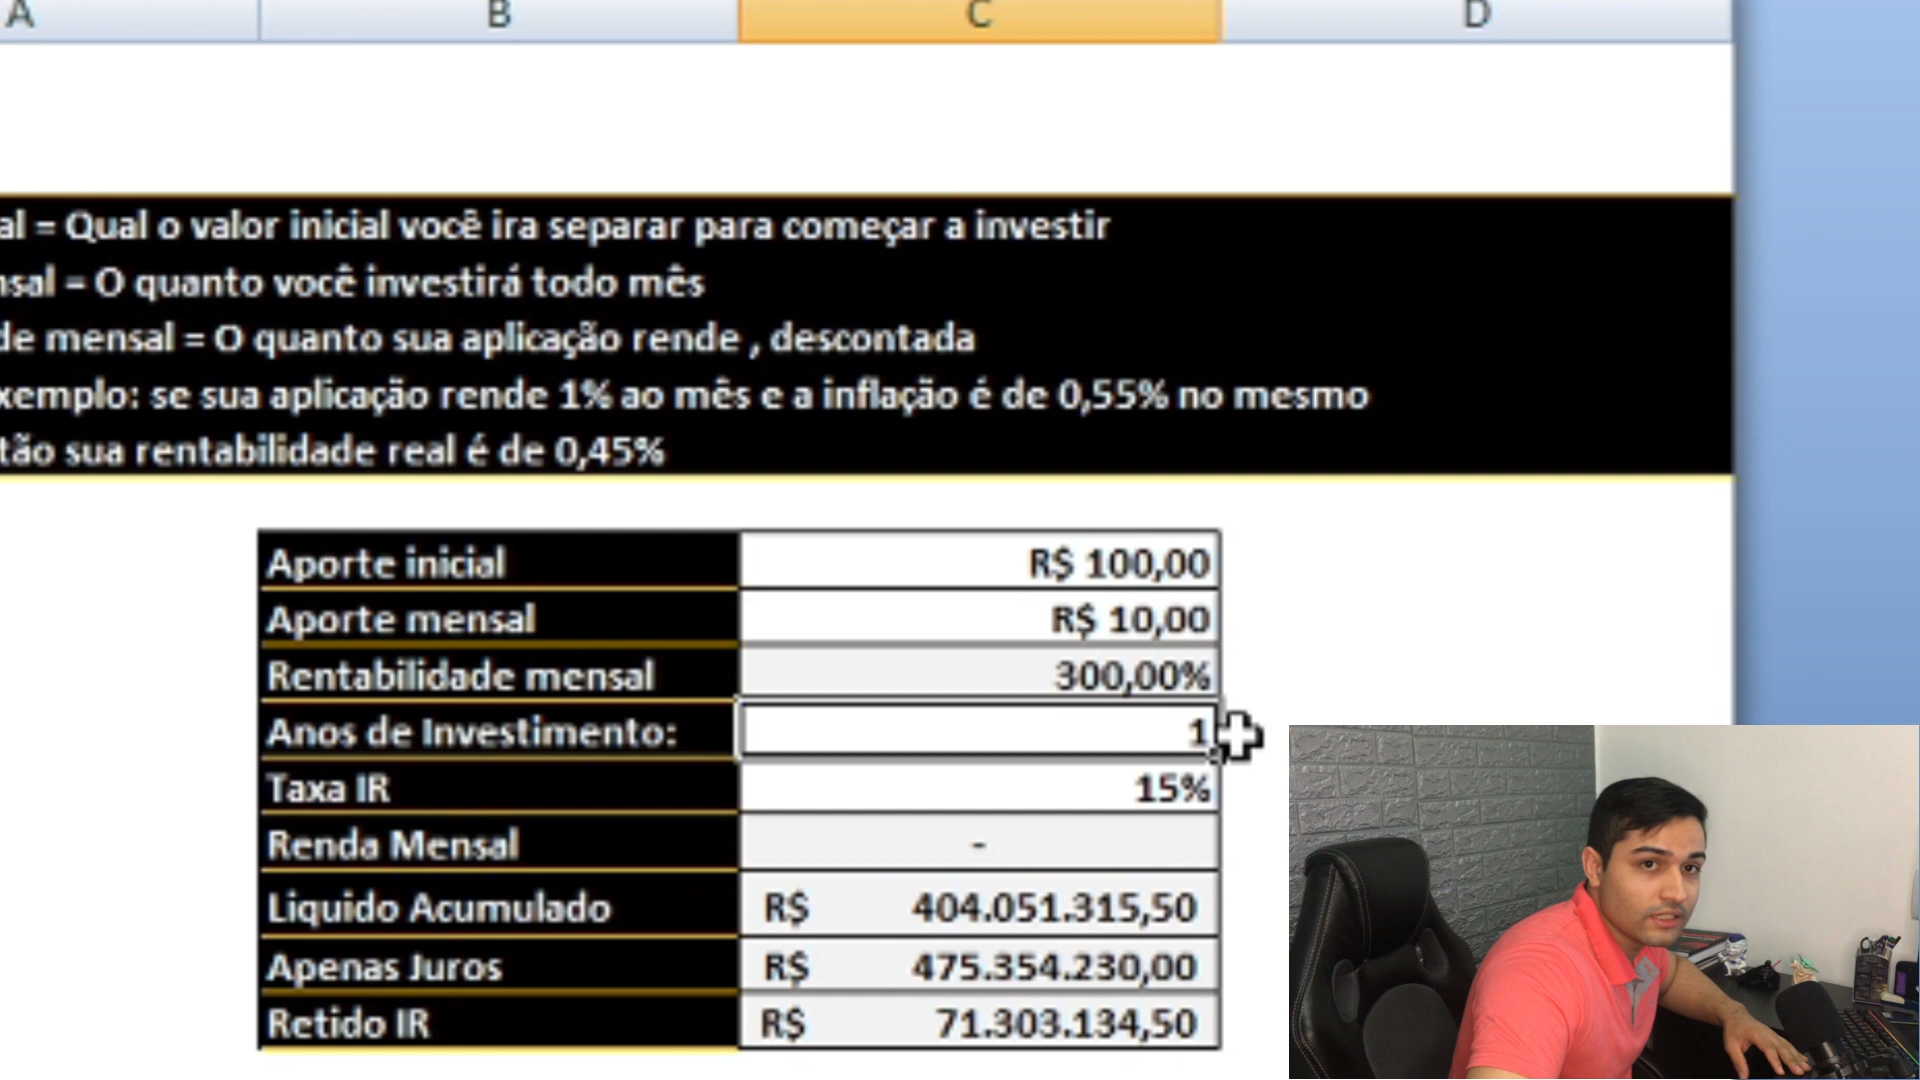 A B C D
al = Qual o valor inicial você ira separar para começar a investir
nsal = O quanto você investirá todo mês
de mensal = O quanto sua aplicação rende , descontada
xemplo: se sua aplicação rende 1% ao mês e a inflação é de 0,55% no mesmo
tão sua rentabilidade real é de 0,45%
Aporte inicial R$ 100,00
Aporte mensal R$ 10,00
Rentabilidade mensal 300,00%
Anos de Investimento: 1
Taxa IR 15%
Renda Mensal -
Liquido Acumulado R$ 404.051.315,50
Apenas Juros R$ 475.354.230,00
Retido IR R$ 71.303.134,50